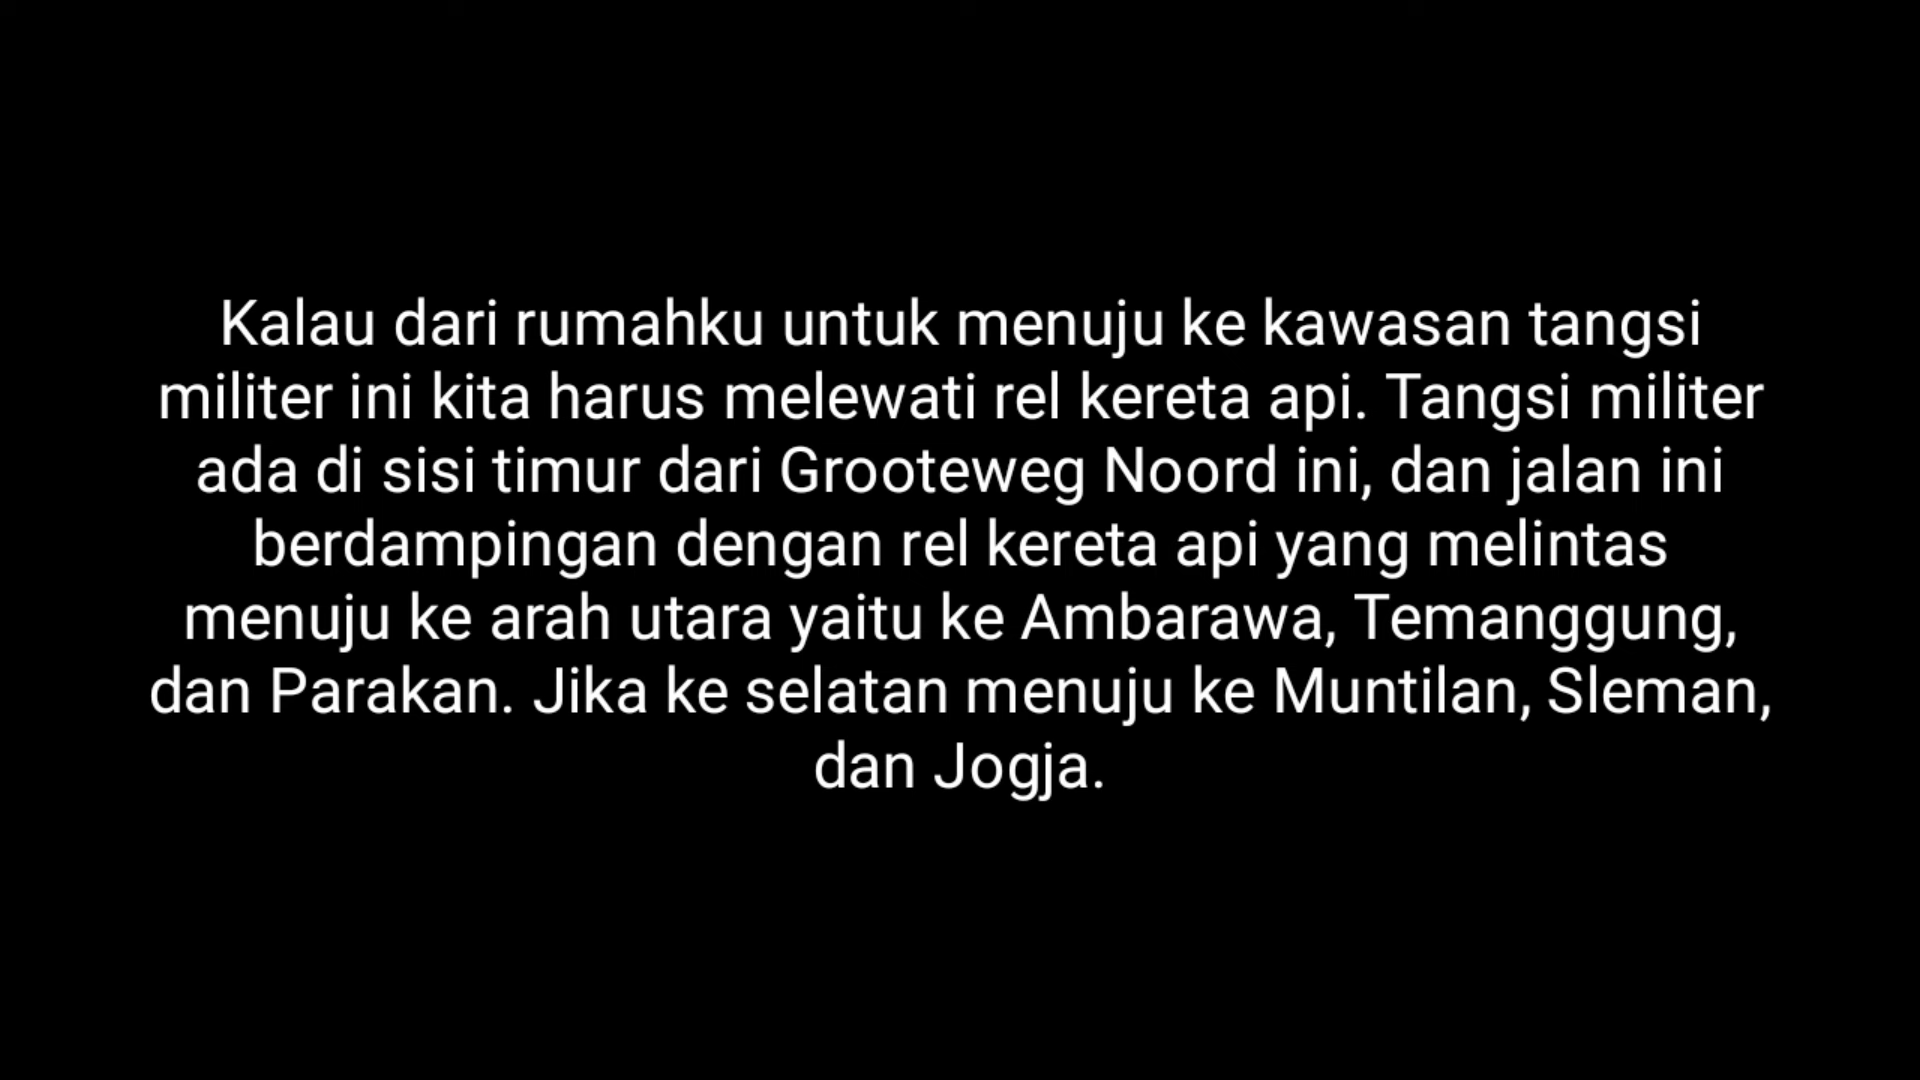 Kalau dari rumahku untuk menuju ke kawasan tangsi
militer ini kita harus melewati rel kereta api. Tangsi militer
ada di sisi timur dari Grooteweg Noord ini, dan jalan ini
berdampingan dengan rel kereta api yang melintas
menuju ke arah utara yaitu ke Ambarawa, Temanggung,
dan Parakan. Jika ke selatan menuju ke Muntilan, Sleman,
dan Jogja.